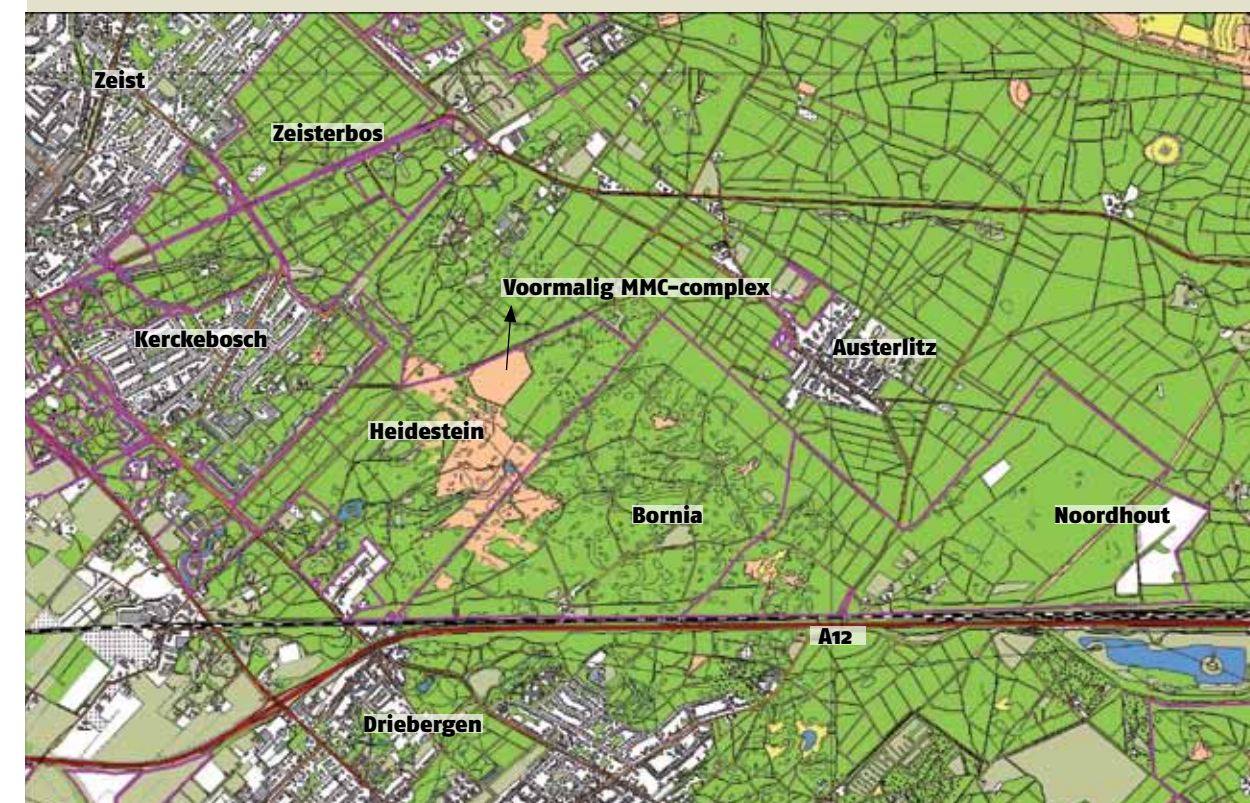 Zeist
Zeisterbos
Voormalig MMC-complex
Kerckebosch
Austerlitz
Heidestein
Bornia
Noordhout
A12
Driebergen